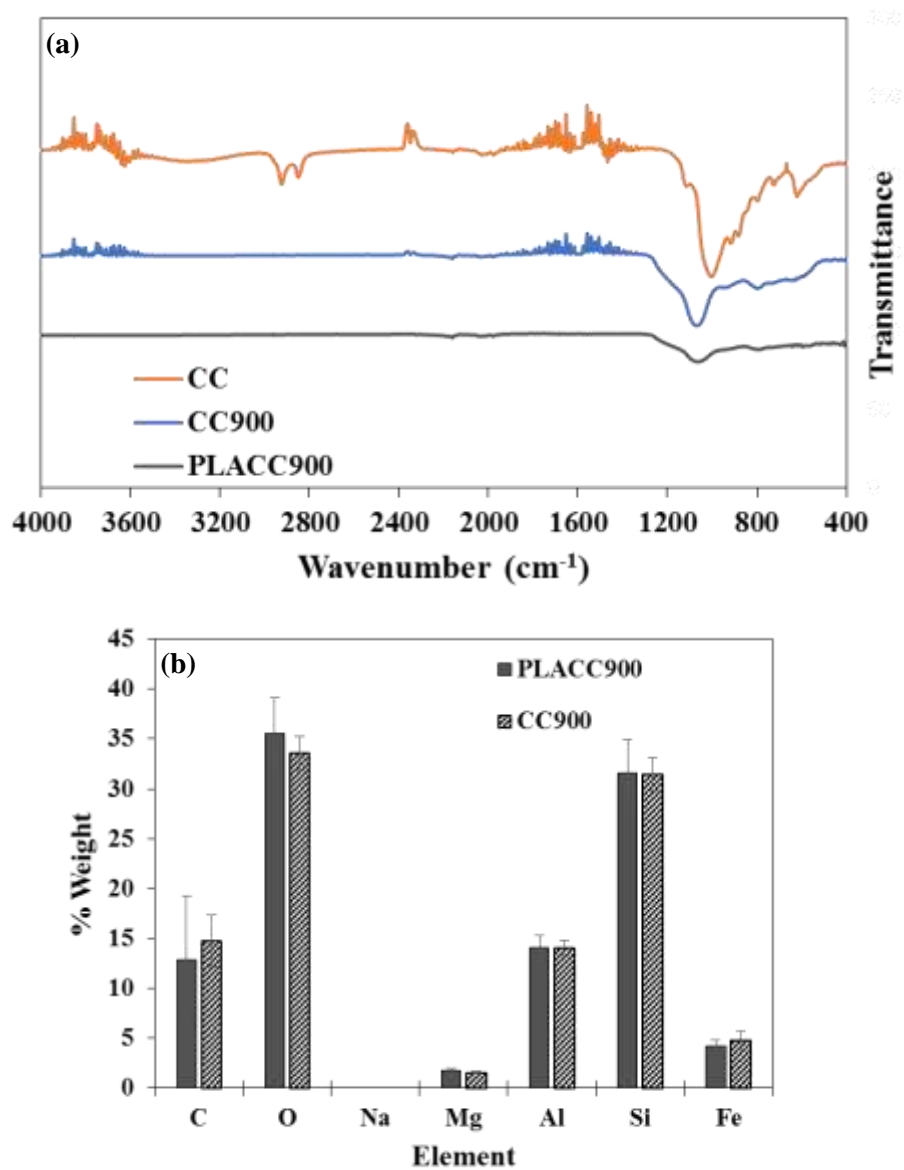 (a)
Transmittance
CC
CC900
PLACC900
4000 3600 3200 2800 2400 2000 1600 1200 800 400
Wavenumber (cm-1)
(b)
PLACC900
CC900
45
40
35
30
25
20
15
10
5
0
% Weight
C O Na Mg Al Si Fe
Element